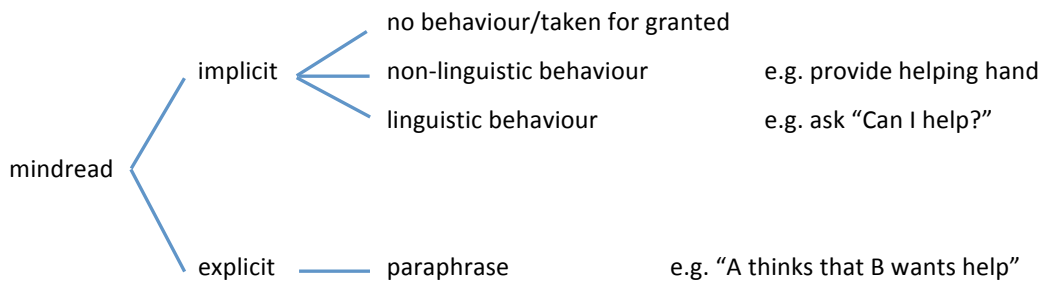 no behaviour/taken for granted
implicit non-linguistic behaviour e.g. provide helping hand
linguistic behaviour e.g. ask “Can I help?”
mindread
explicit paraphrase e.g. “A thinks that B wants help”